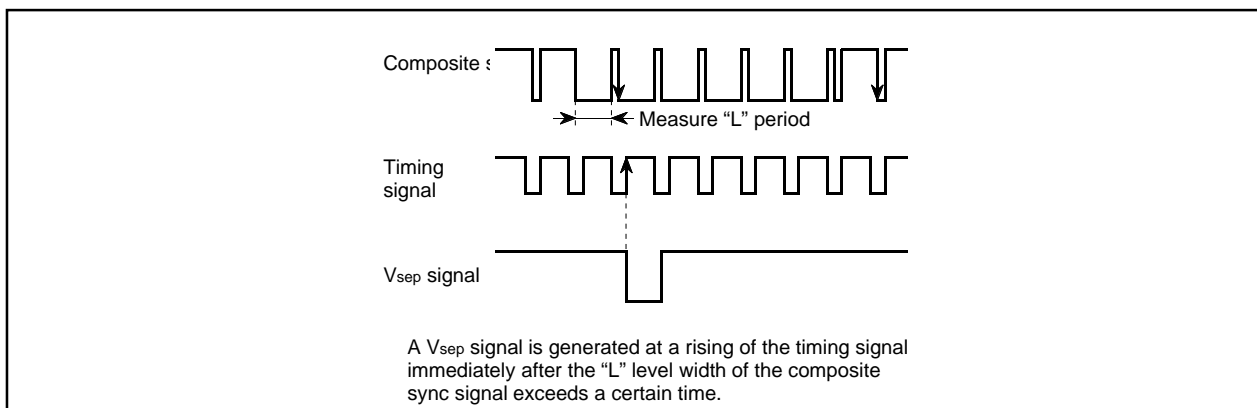 Composite s
Measure “L” period
Timing
signal
Vsep signal
A Vsep signal is generated at a rising of the timing signal
immediately after the “L” level width of the composite
sync signal exceeds a certain time.